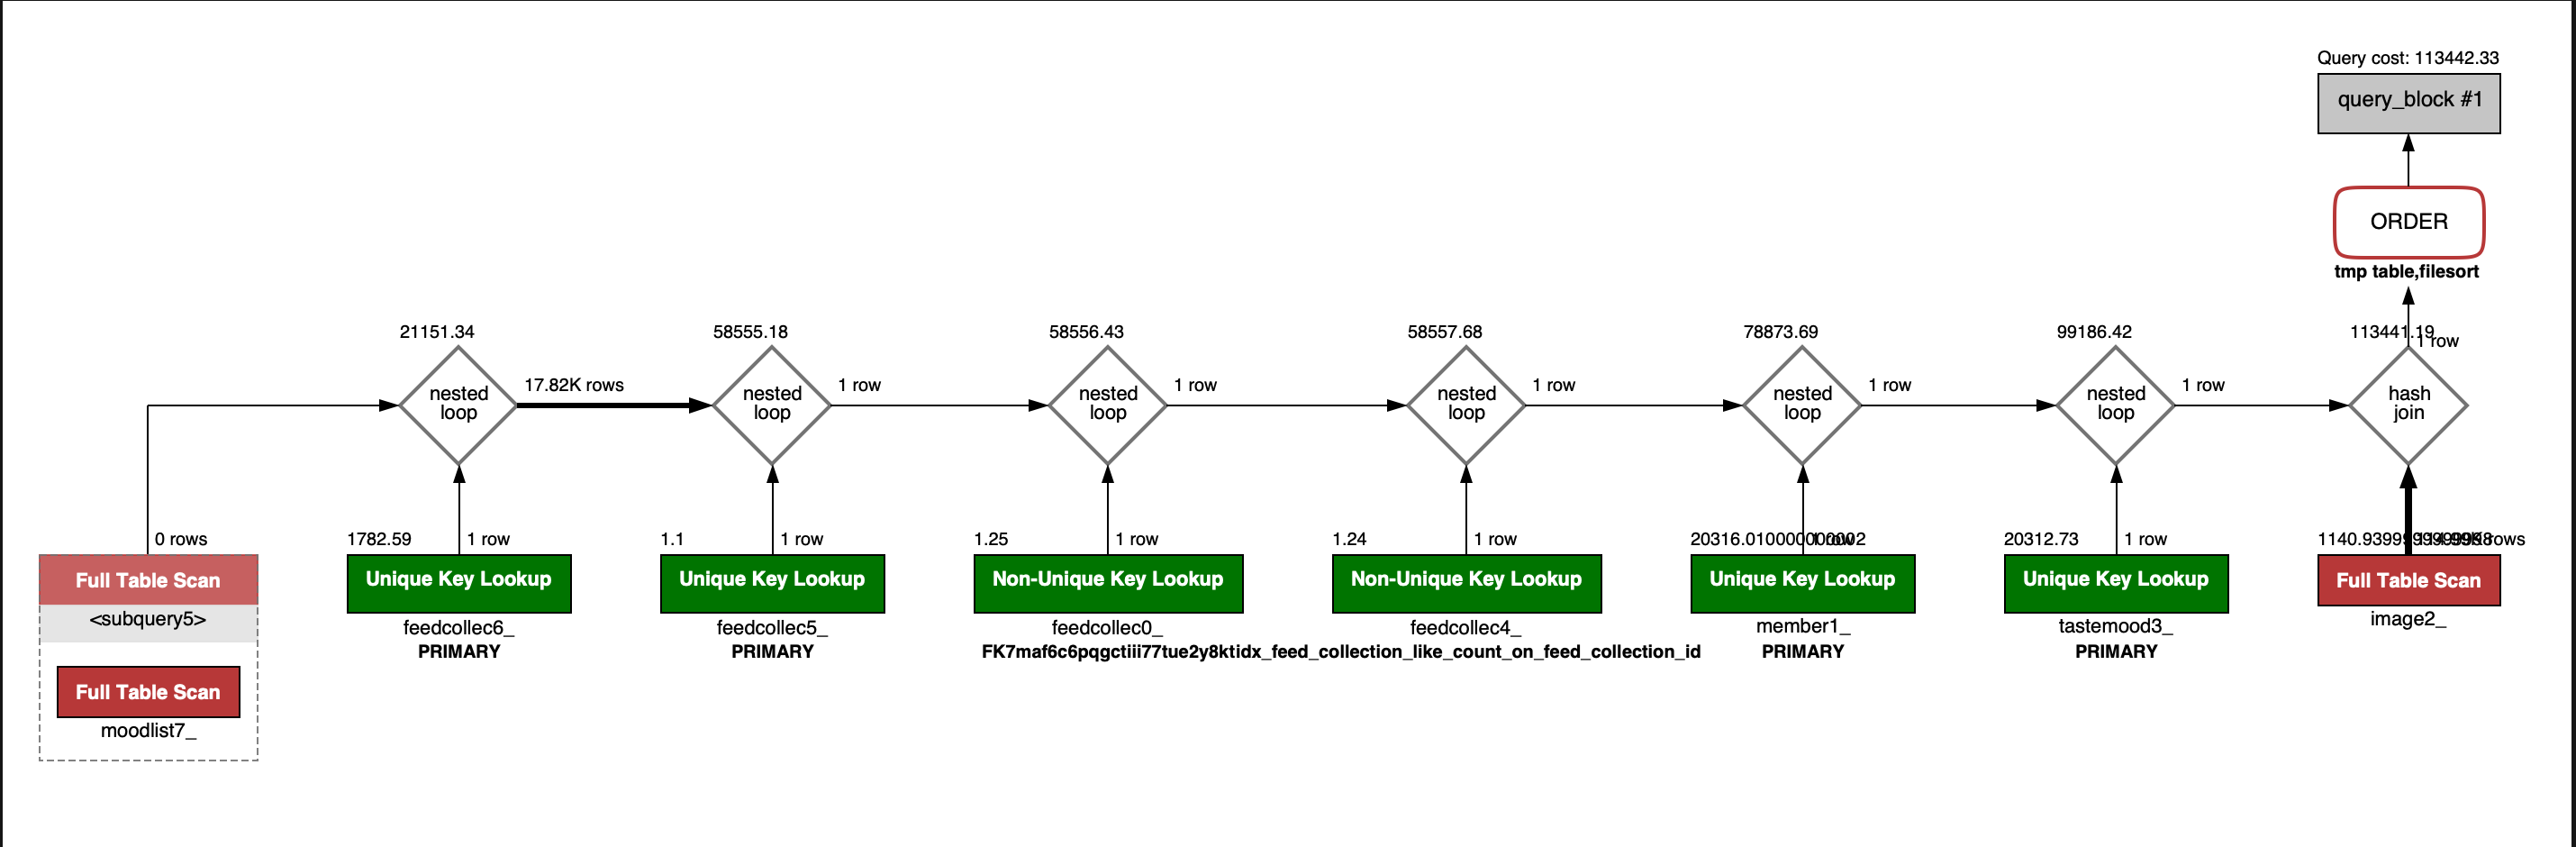 Query cost: 113442.33
query_block #1
ORDER
tmp table,filesort
21151.34
58555.18
58556.43
58557.68
78873.69
99186.42
113441.19
1 row
nested
loop
17.82K rows
nested
loop
1 row
nested
loop
1 row
nested
loop
1 row
nested
loop
1 row
nested
loop
1 row
hash
join
0 rows
1782.59
1 row
1.1
1 row
1.25
1 row
1.24
1 row
20316.010000000002
1 row
20312.73
1 row
rows
Full Table Scan
<subquery5>
Full Table Scan
moodlist7_
Unique Key Lookup
feedcollec6_
PRIMARY
Unique Key Lookup
feedcollec5_
PRIMARY
Non-Unique Key Lookup
feedcollec0_
Non-Unique Key Lookup
feedcollec4_
FK7maf6c6pqgctiii77tue2y8ktidx_feed_collection_like_count_on_feed_collection_id
Unique Key Lookup
member1_
PRIMARY
Unique Key Lookup
tastemood3_
PRIMARY
Full Table Scan
image2_